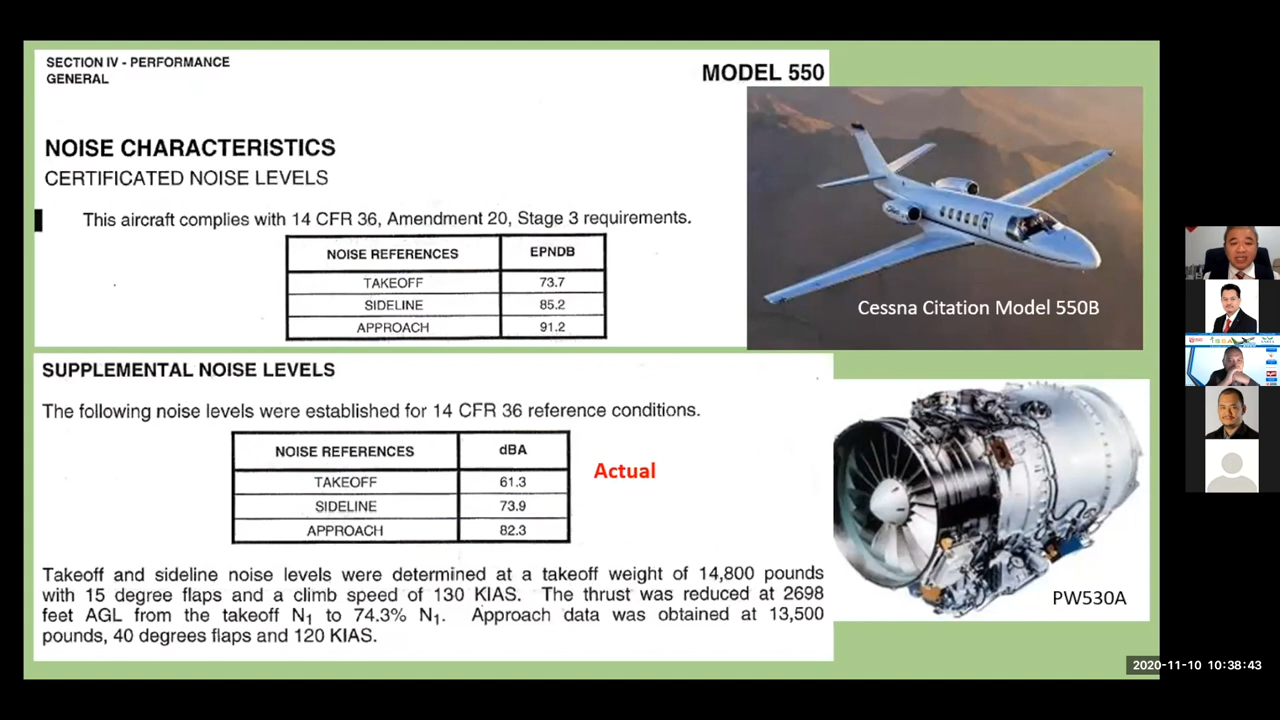 SECTION IV - PERFORMANCE
GENERAL
MODEL 550
NOISE CHARACTERISTICS
CERTIFICATED NOISE LEVELS
This aircraft complies with 14 CFR 36, Amendment 20, Stage 3 requirements.
NOISE REFERENCES EPNDB
TAKEOFF 73.7
SIDELINE 85.2
APPROACH 91.2
Cessna Citation Model 550B
SUPPLEMENTAL NOISE LEVELS
The following noise levels were established for 14 CFR 36 reference conditions.
NOISE REFERENCES dBA
TAKEOFF 61.3
SIDELINE 73.9
APPROACH 82.3
Actual
Takeoff and sideline noise levels were determined at a takeoff weight of 14,800 pounds
with 15 degree flaps and a climb speed of 130 KIAS. The thrust was reduced at 2698
feet AGL from the takeoff N1 to 74.3% N1. Approach data was obtained at 13,500
pounds, 40 degrees flaps and 120 KIAS.
PW530A
2020-11-10 10:38:43